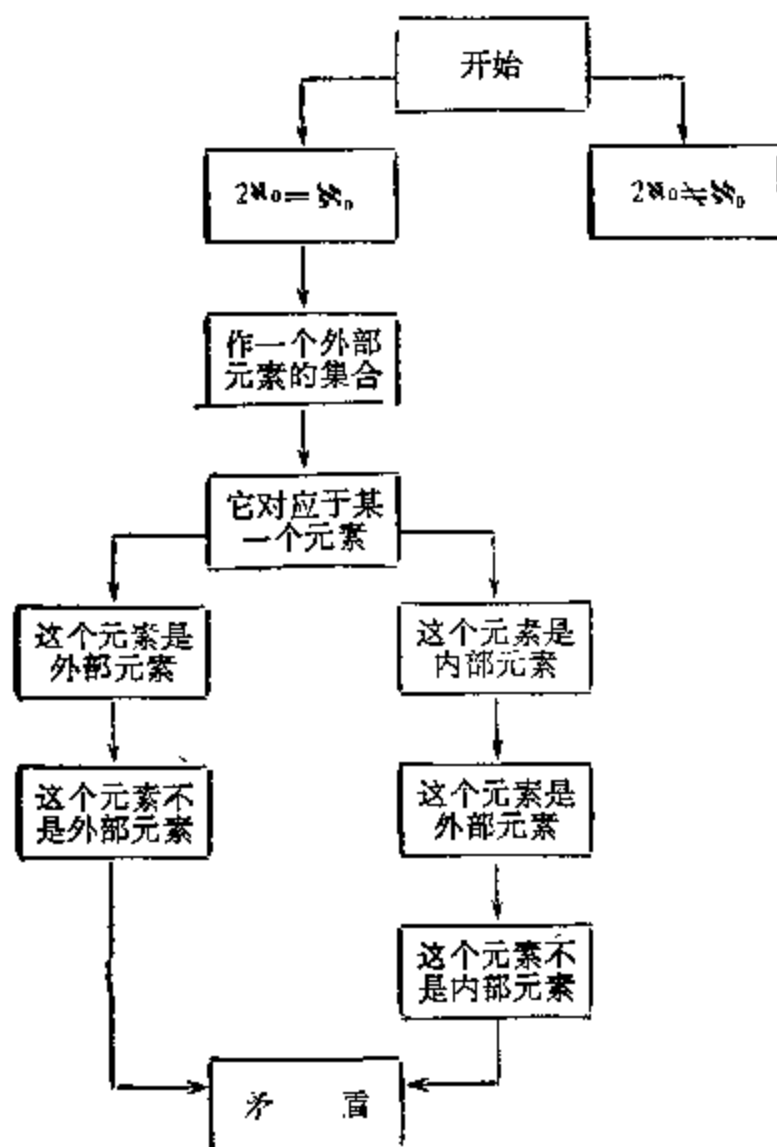 开始
2ℵ₀=ℵ₀
2ℵ₀≠ℵ₀
作一个外部
元素的集合
它对应于某
一个元素
这个元素是
外部元素
这个元素是
内部元素
这个元素不
是外部元素
这个元素是
外部元素
这个元素不
是内部元素
矛 盾